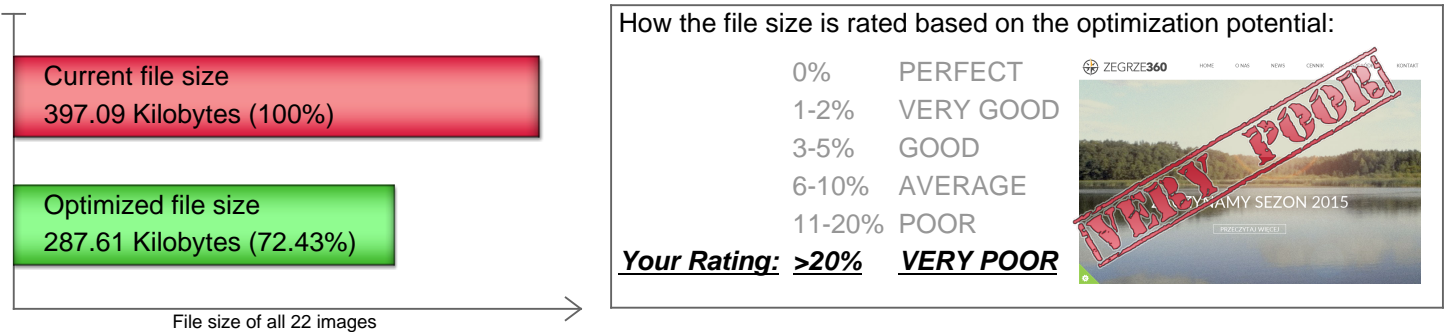 Current file size
397.09 Kilobytes (100%)
Optimized file size
287.61 Kilobytes (72.43%)
File size of all 22 images
How the file size is rated based on the optimization potential:
0% PERFECT
1-2% VERY GOOD
3-5% GOOD
6-10% AVERAGE
11-20% POOR
Your Rating: >20% VERY POOR
ZEGRZE360 HOME O NAS NEWS CENNIK KONTAKT
VERY POOR!
YNAMY SEZON 2015
PRZECZYTAJ WIĘCEJ